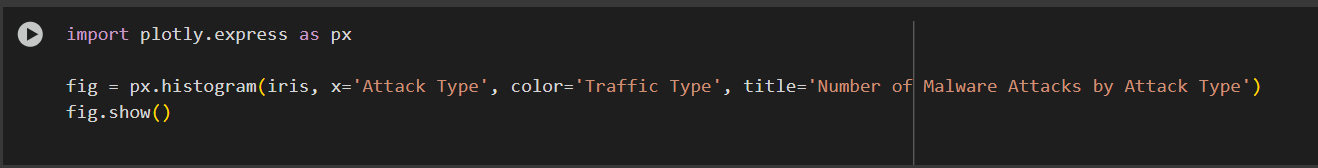 import plotly.express as px
fig = px.histogram(iris, x='Attack Type', color='Traffic Type', title='Number of Malware Attacks by Attack Type')
fig.show()